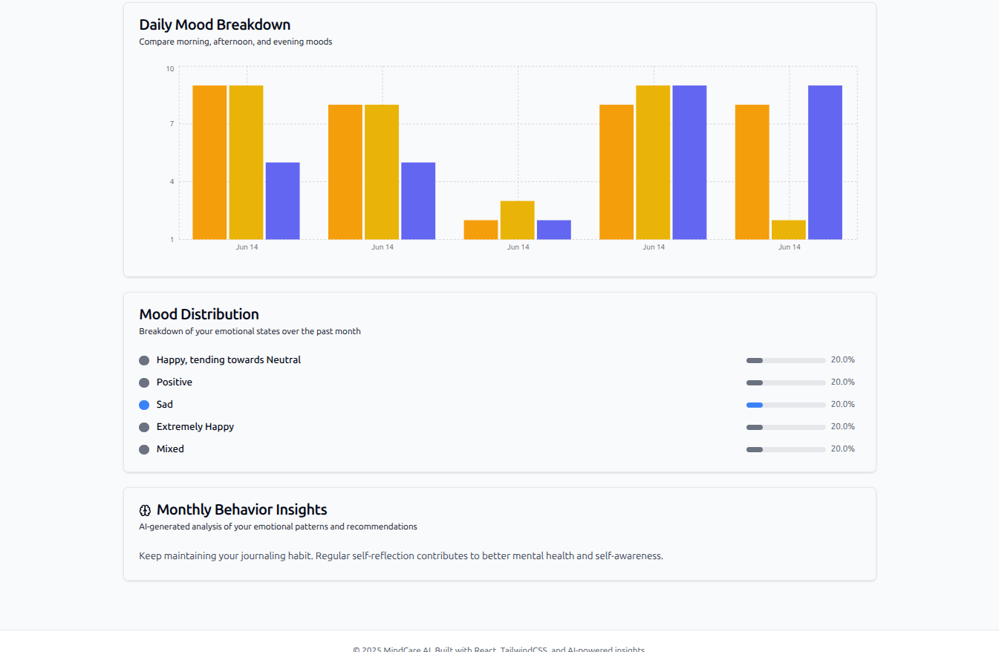 Daily Mood Breakdown
Compare morning, afternoon, and evening moods
10
7
4
1
Jun 14 Jun 14 Jun 14 Jun 14 Jun 14
Mood Distribution
Breakdown of your emotional states over the past month
Happy, tending towards Neutral 20.0%
Positive 20.0%
Sad 20.0%
Extremely Happy 20.0%
Mixed 20.0%
Monthly Behavior Insights
AI-generated analysis of your emotional patterns and recommendations
Keep maintaining your journaling habit. Regular self-reflection contributes to better mental health and self-awareness.
© 2025 MindCare AI. Built with React, TailwindCSS, and AI-powered insights.